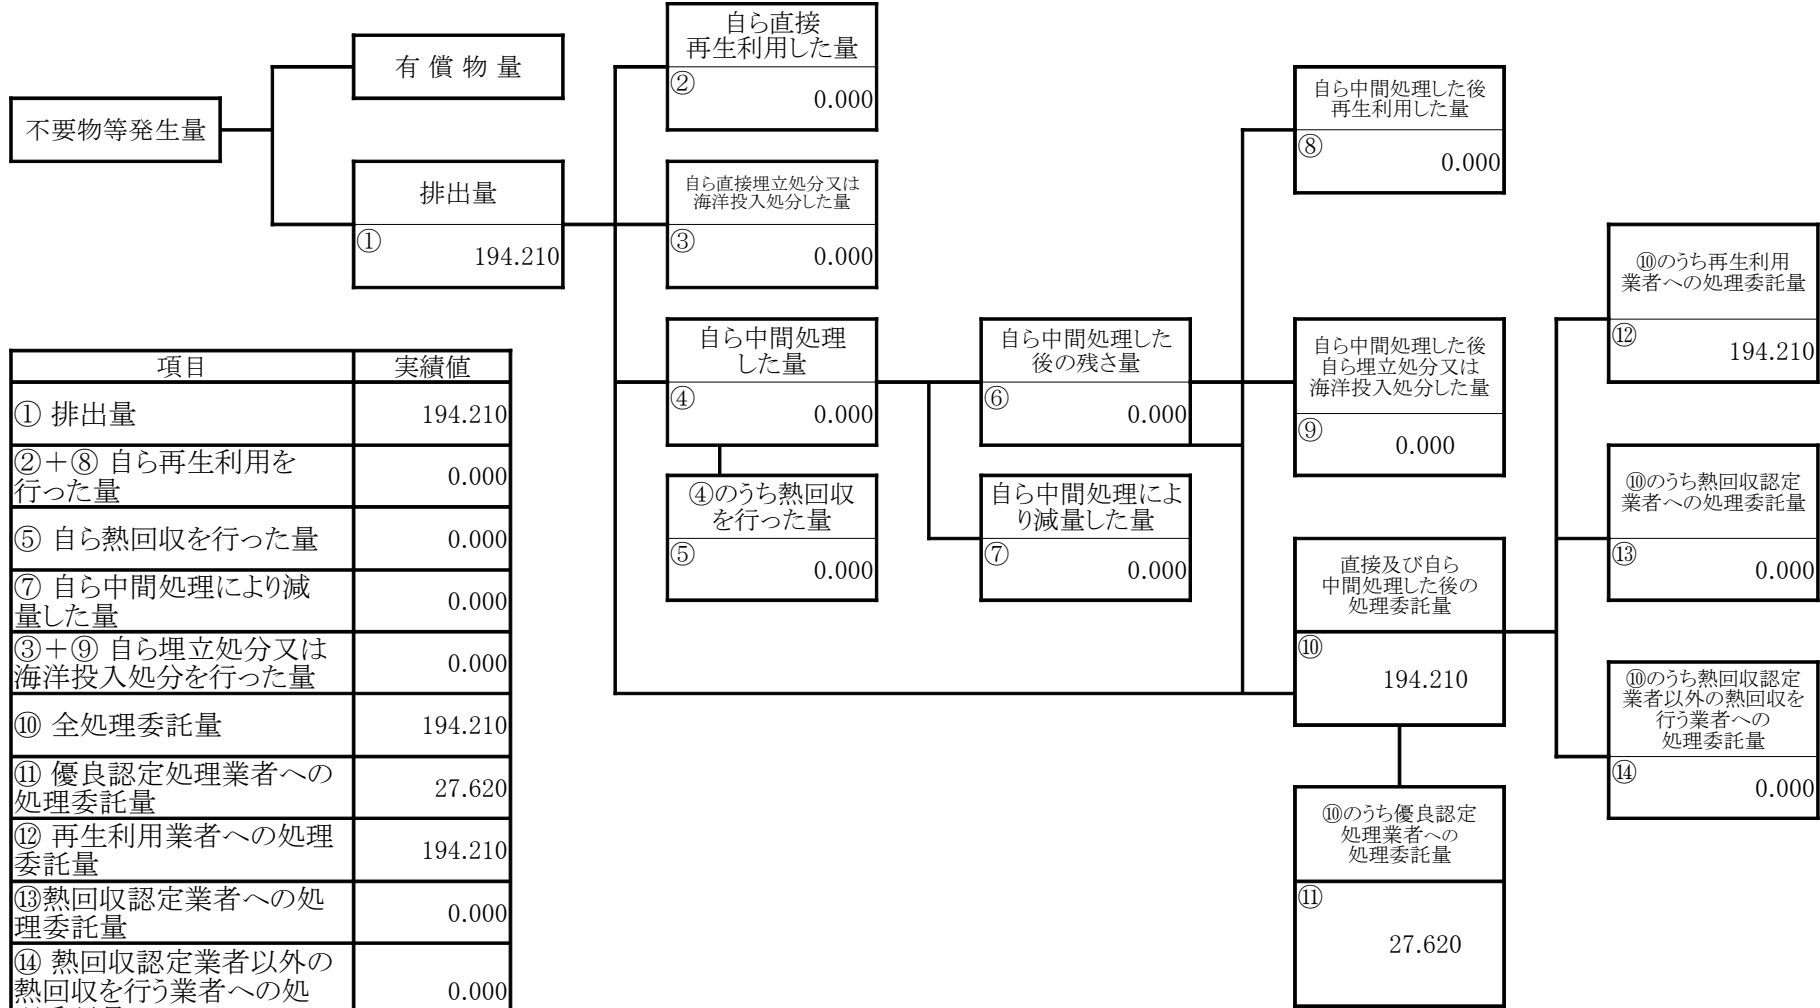 不要物等発生量
有 償 物 量
排出量
①
194.210
自ら直接
再生利用した量
②
0.000
自ら直接埋立処分又は
海洋投入処分した量
③
0.000
自ら中間処理
した量
④
0.000
④のうち熱回収
を行った量
⑤
0.000
自ら中間処理した
後の残さ量
⑥
0.000
自ら中間処理によ
り減量した量
⑦
0.000
自ら中間処理した後
再生利用した量
⑧
0.000
自ら中間処理した後
自ら埋立処分又は
海洋投入処分した量
⑨
0.000
直接及び自ら
中間処理した後の
処理委託量
⑩
194.210
⑩のうち優良認定
処理業者への
処理委託量
⑪
27.620
⑩のうち再生利用
業者への処理委託量
⑫
194.210
⑩のうち熱回収認定
業者への処理委託量
⑬
0.000
⑩のうち熱回収認定
業者以外の熱回収を
行う業者への
処理委託量
⑭
0.000
項目 実績値
① 排出量 194.210
②＋⑧ 自ら再生利用を
行った量 0.000
⑤ 自ら熱回収を行った量 0.000
⑦ 自ら中間処理により減
量した量 0.000
③＋⑨ 自ら埋立処分又は
海洋投入処分を行った量 0.000
⑩ 全処理委託量 194.210
⑪ 優良認定処理業者への
処理委託量 27.620
⑫ 再生利用業者への処理
委託量 194.210
⑬熱回収認定業者への処
理委託量 0.000
⑭ 熱回収認定業者以外の
熱回収を行う業者への処 0.000